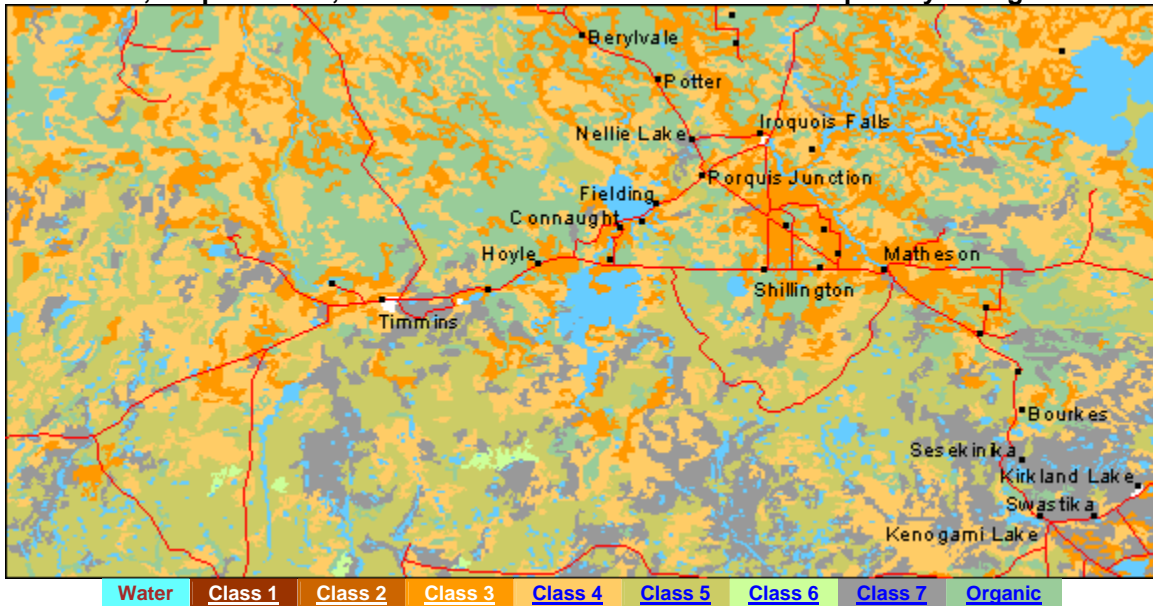 Berylvale
Potter
Nellie Lake
Iroquois Falls
Porquis Junction
Fielding
Connaught
Hoyle
Matheson
Shillington
Timmins
Bourkes
Sesekinika
Kirkland Lake
Swastika
Kenogami Lake
Water Class 1 Class 2 Class 3 Class 4 Class 5 Class 6 Class 7 Organic